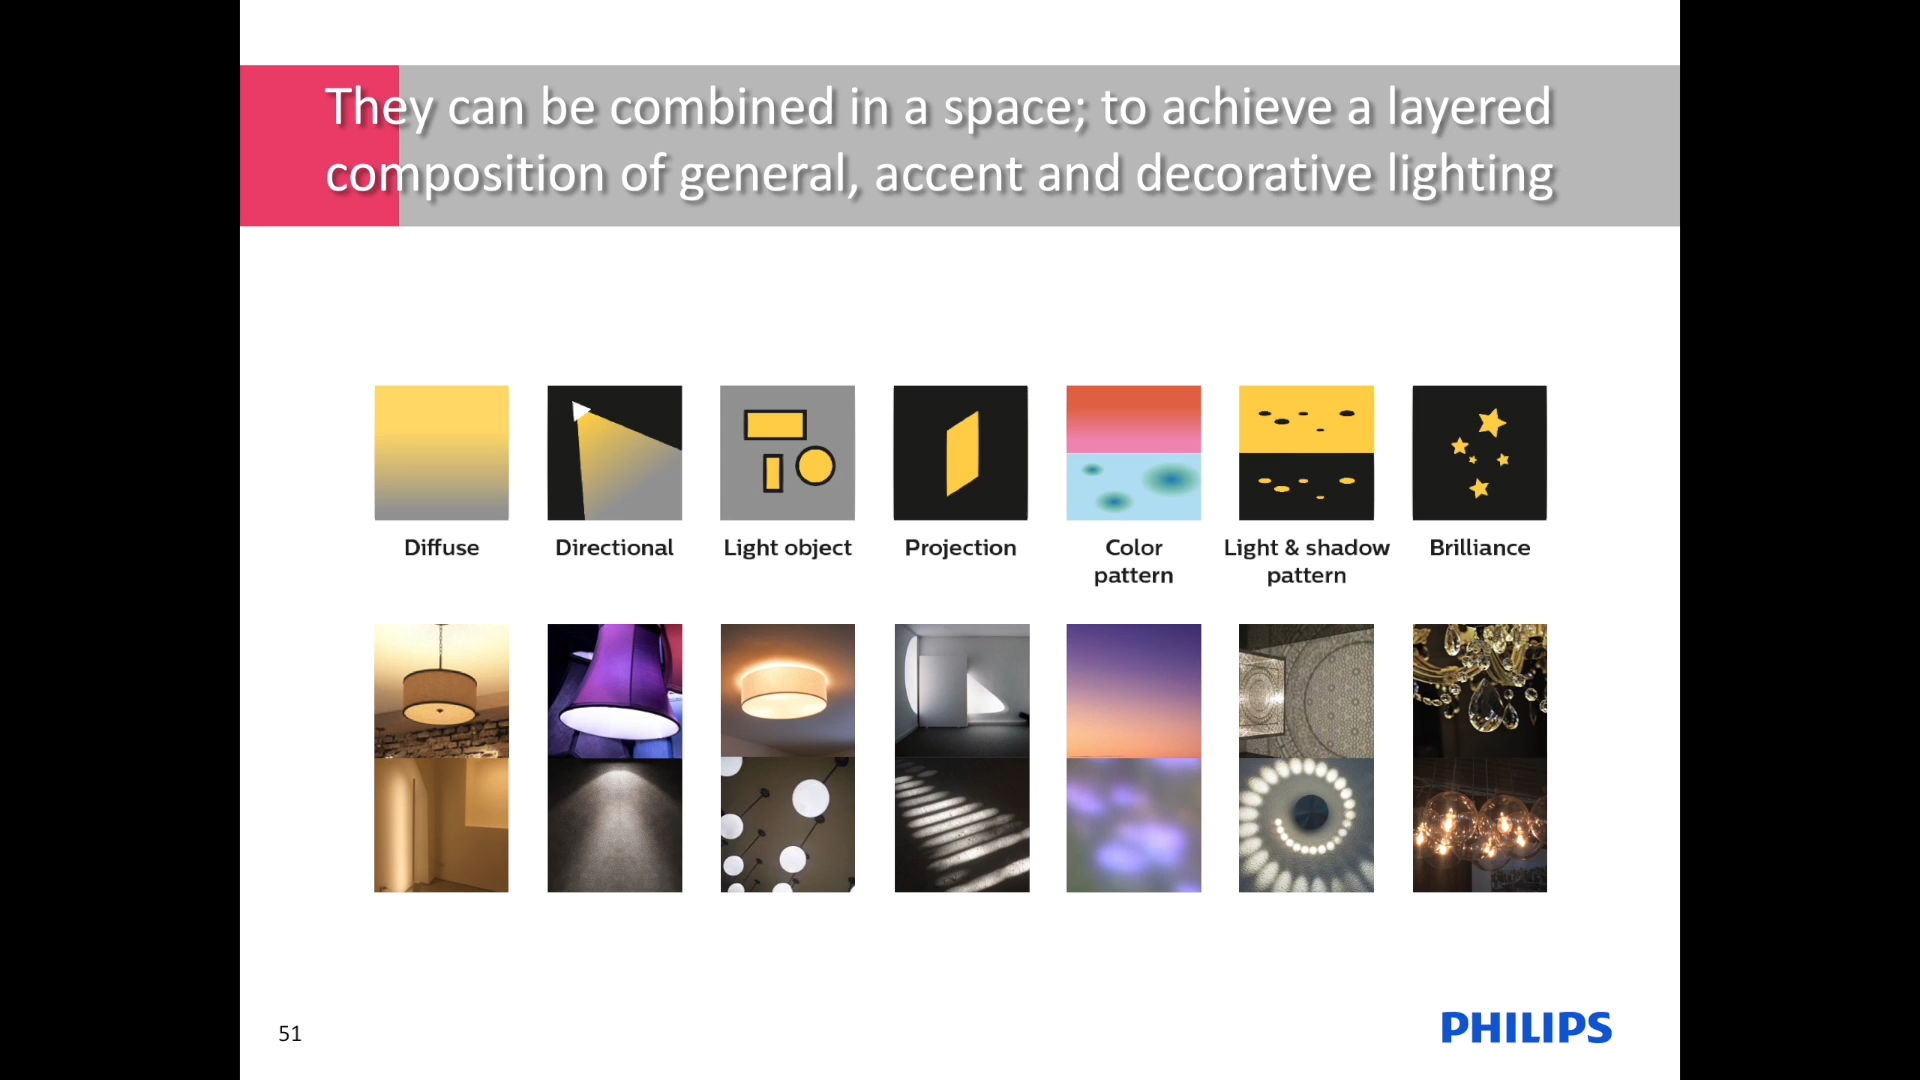 They can be combined in a space; to achieve a layered
composition of general, accent and decorative lighting
Diffuse
Directional
Light object
Projection
Color
pattern
Light & shadow
pattern
Brilliance
51
PHILIPS